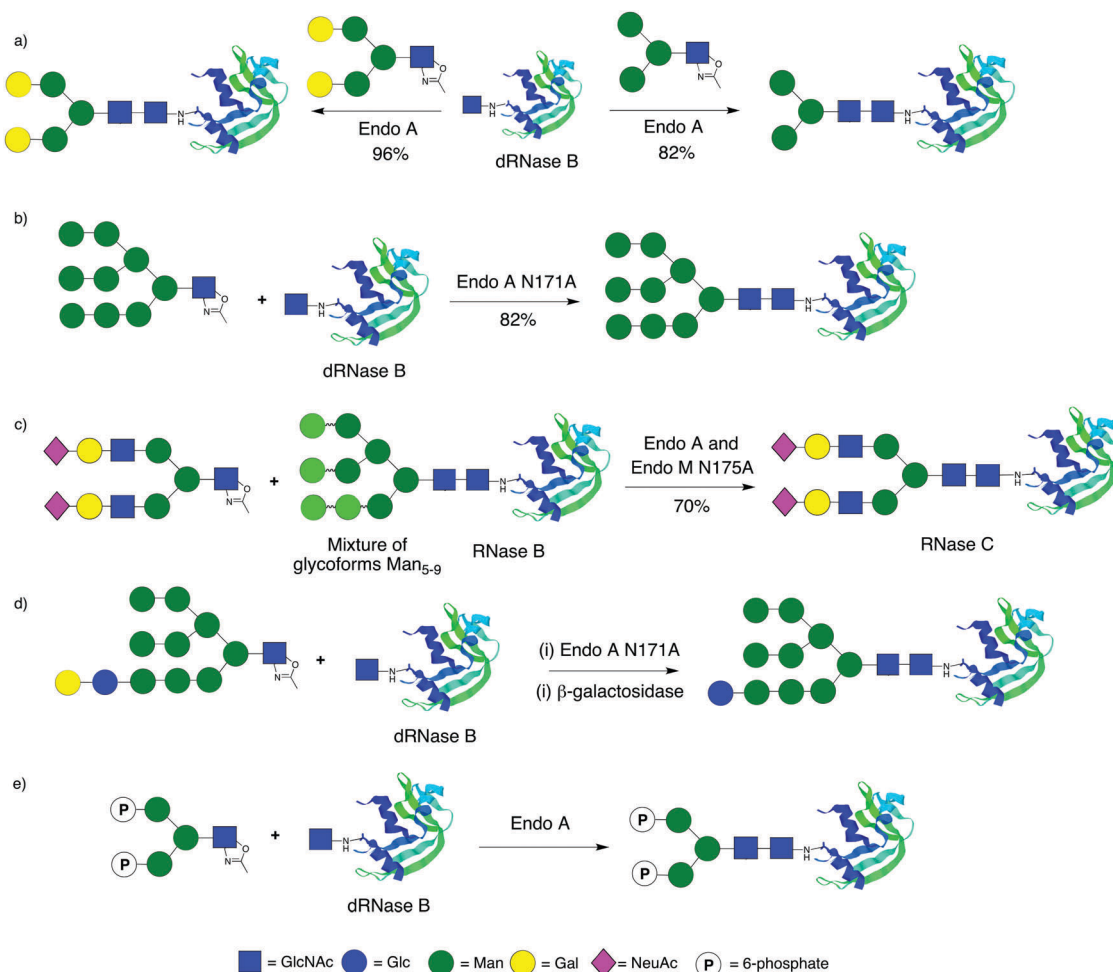 a)
O
N
N
H
Endo A
96%
dRNase B
O
N
Endo A
82%
N
H
b)
O
N
+
N
H
dRNase B
Endo A N171A
82%
N
H
c)
O
N
+
Mixture of
glycoforms Man5-9
N
H
RNase B
Endo A and
Endo M N175A
70%
N
H
RNase C
d)
O
N
+
N
H
dRNase B
(i) Endo A N171A
(i) β-galactosidase
N
H
e)
P
P
O
N
+
N
H
dRNase B
Endo A
P
P
N
H
= GlcNAc = Glc = Man = Gal = NeuAc P = 6-phosphate